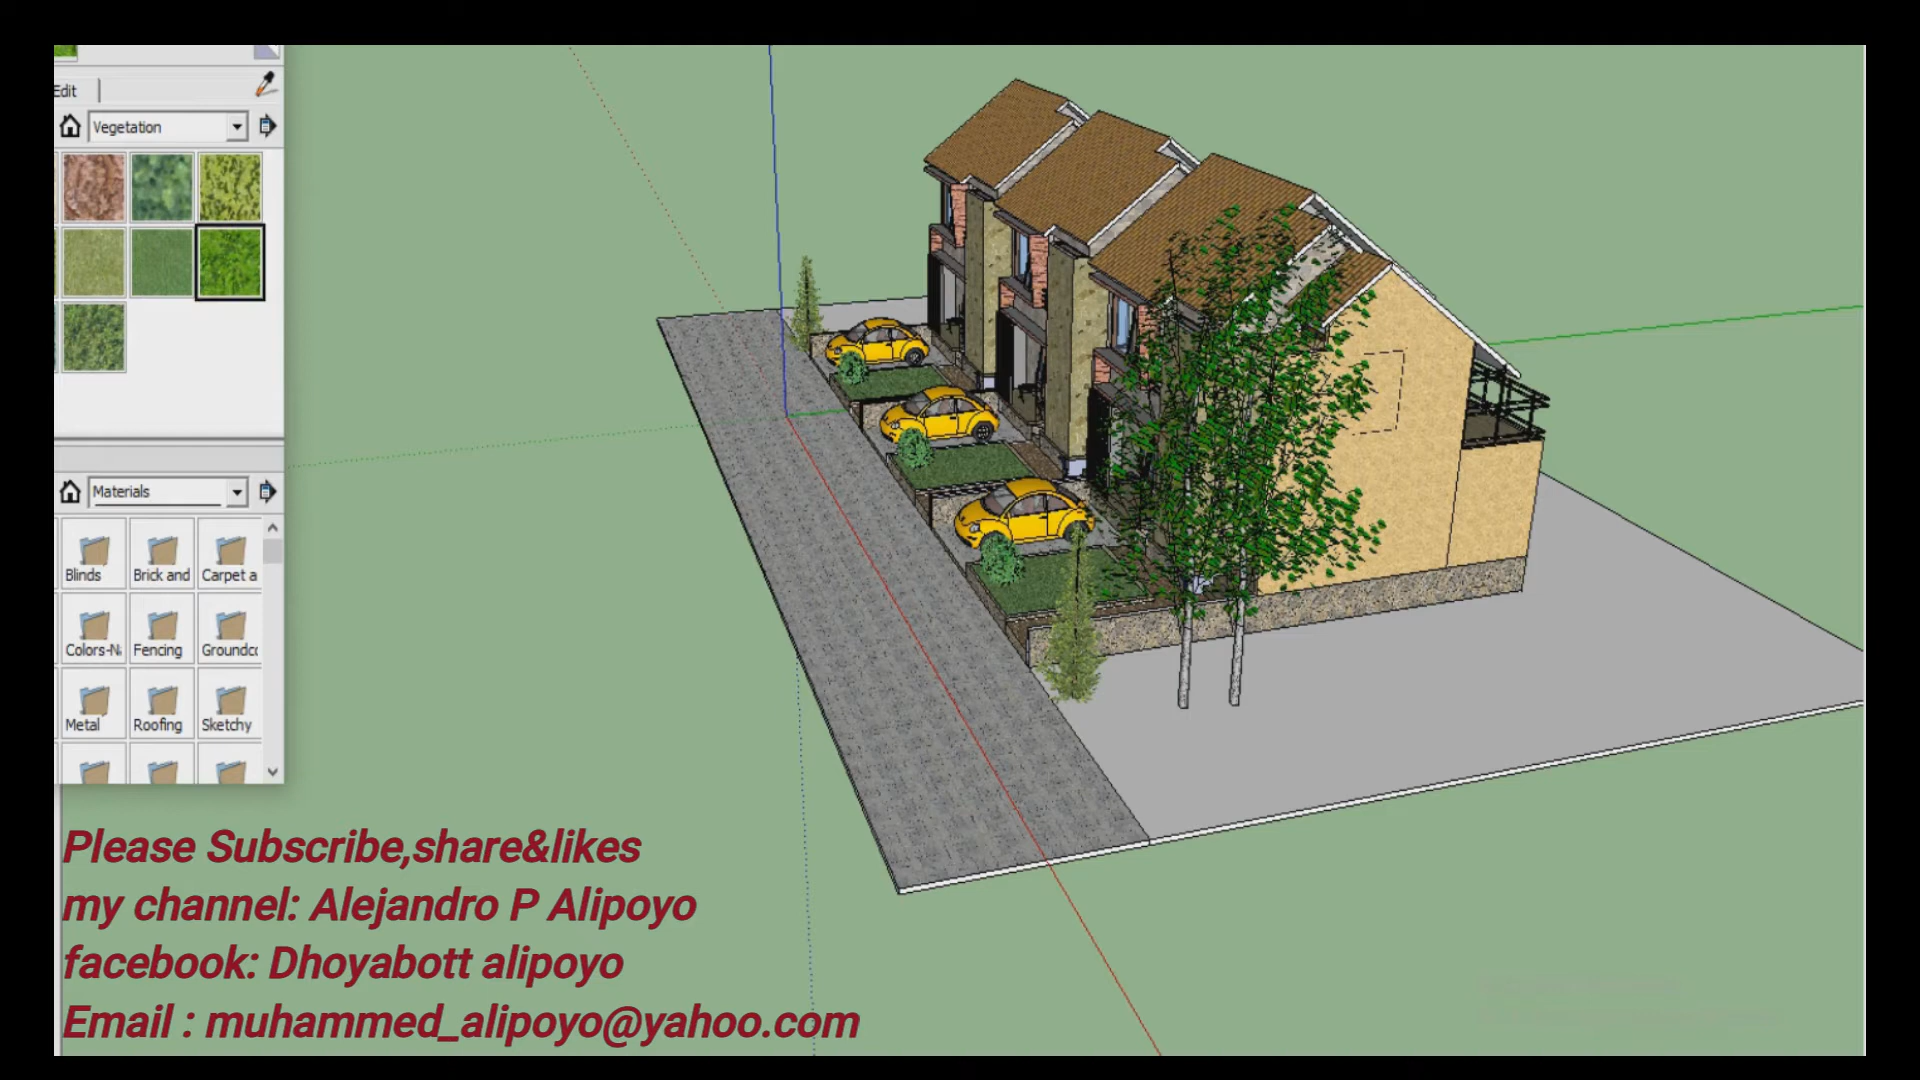 Edit
Vegetation
Materials
Blinds
Brick and
Carpet a
Colors-N
Fencing
Groundc
Metal
Roofing
Sketchy
Please Subscribe,share&likes
my channel: Alejandro P Alipoyo
facebook: Dhoyabott alipoyo
Email : muhammed_alipoyo@yahoo.com